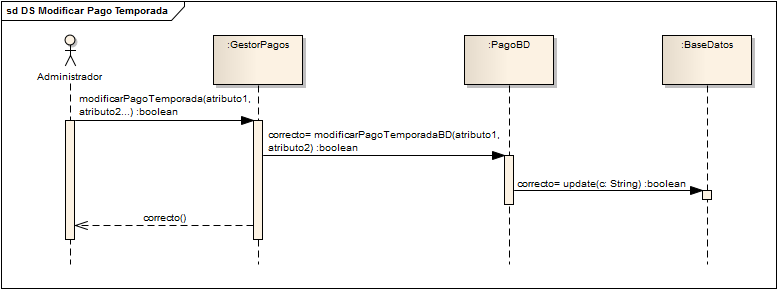 sd DS Modificar Pago Temporada
:GestorPagos
:PagoBD
:BaseDatos
Administrador
modificarPagoTemporada(atributo1,
atributo2...) :boolean
correcto= modificarPagoTemporadaBD(atributo1,
atributo2) :boolean
correcto= update(c: String) :boolean
correcto()